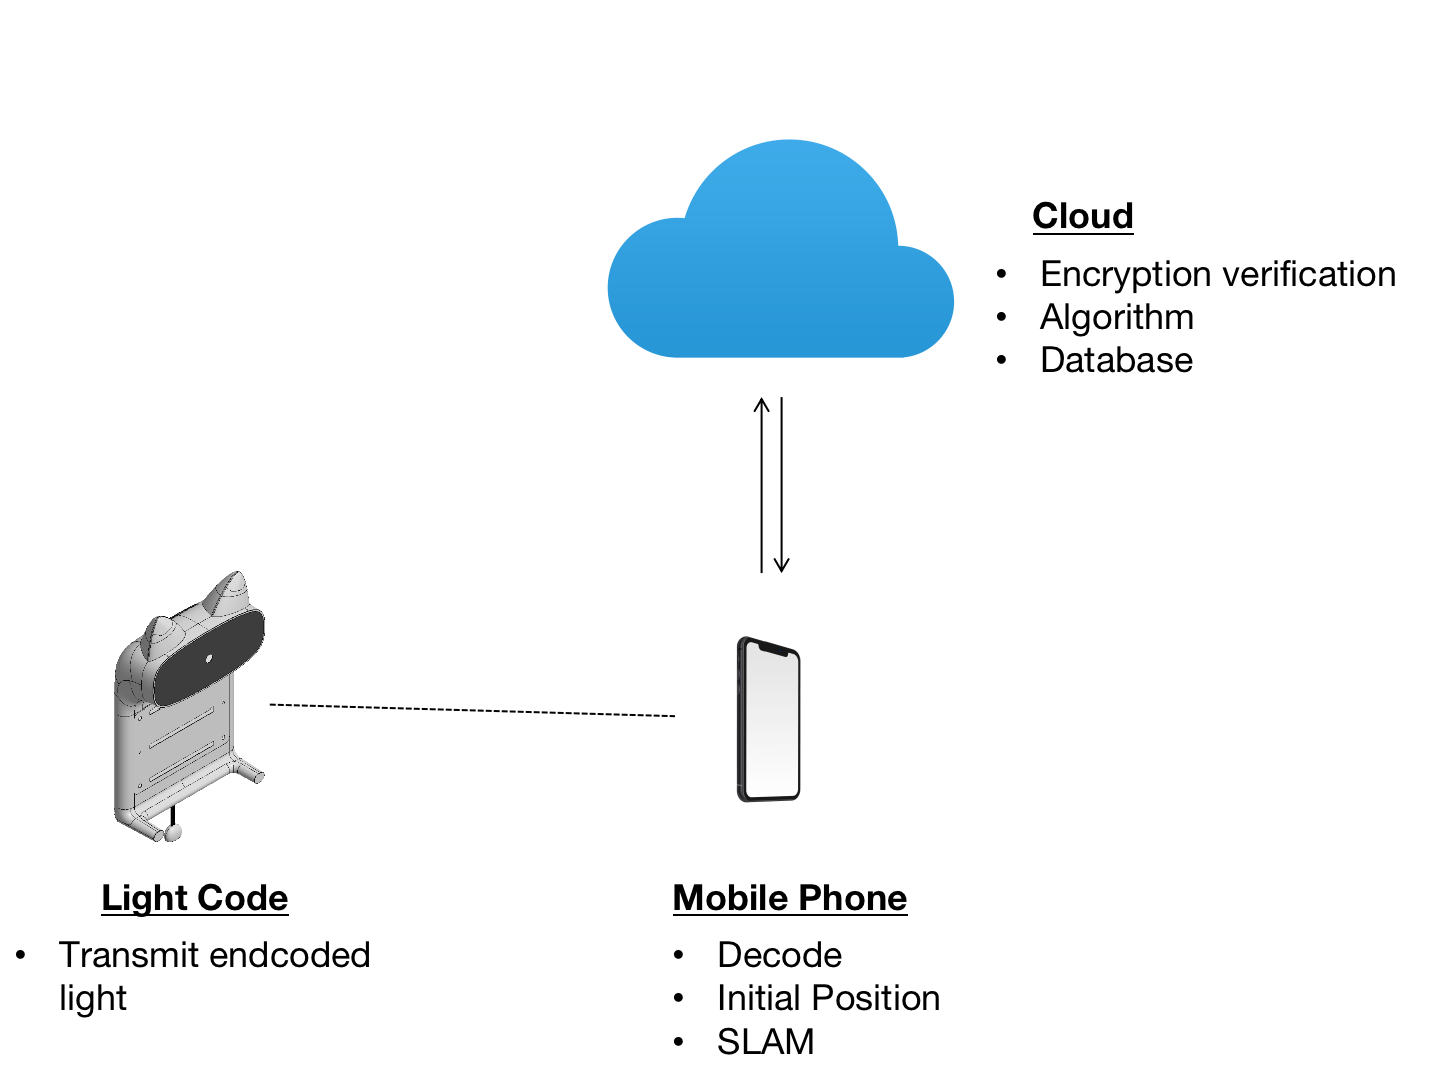 Cloud
• Encryption verification
• Algorithm
• Database
Light Code
• Transmit endcoded
light
Mobile Phone
• Decode
• Initial Position
• SLAM